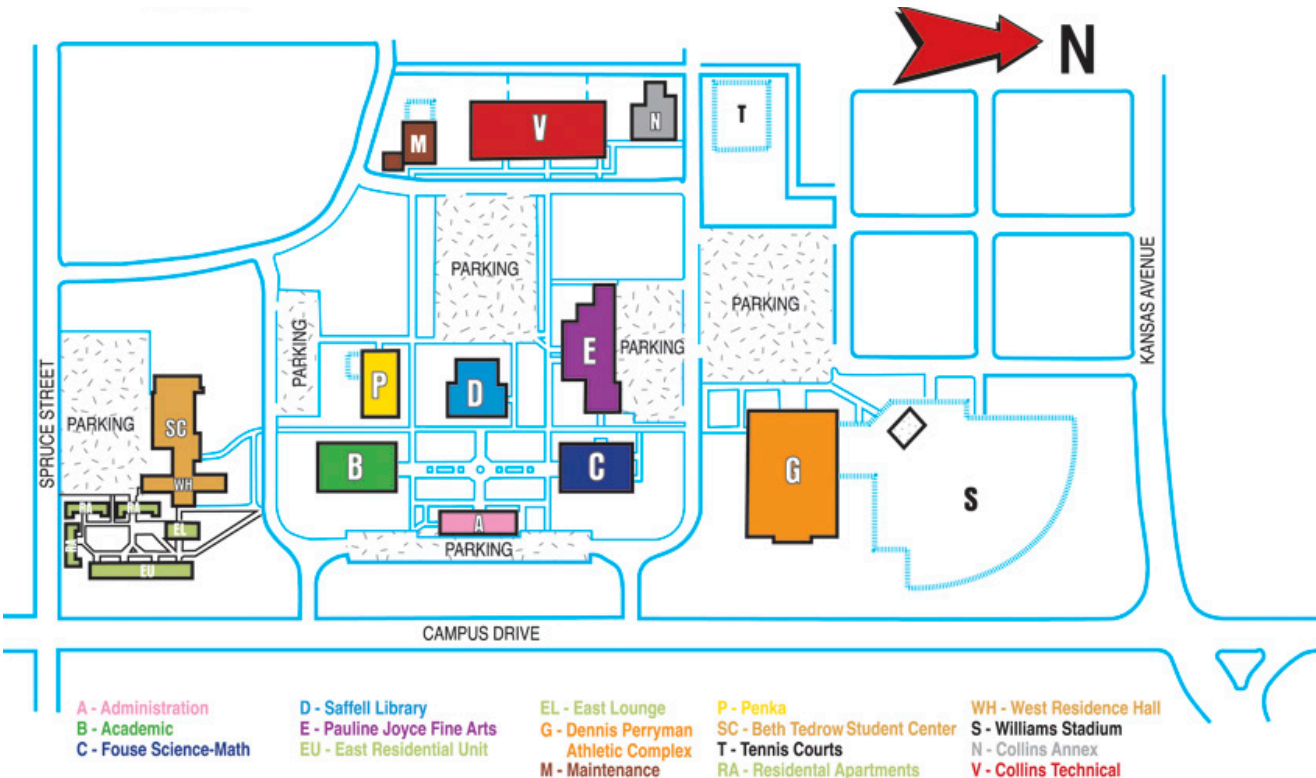 N
V
N
M
T
PARKING
PARKING
PARKING
PARKING
KANSAS AVENUE
E
P
D
SPRUCE STREET
PARKING
SC
B
C
G
WH
S
RA
RA
A
EL
RA
PARKING
EU
CAMPUS DRIVE
A - Administration
B - Academic
C - Fouse Science-Math
D - Saffell Library
E - Pauline Joyce Fine Arts
EU - East Residential Unit
EL - East Lounge
G - Dennis Perryman
Athletic Complex
M - Maintenance
P - Penka
SC - Beth Tedrow Student Center
T - Tennis Courts
RA - Residental Apartments
WH - West Residence Hall
S - Williams Stadium
N - Collins Annex
V - Collins Technical